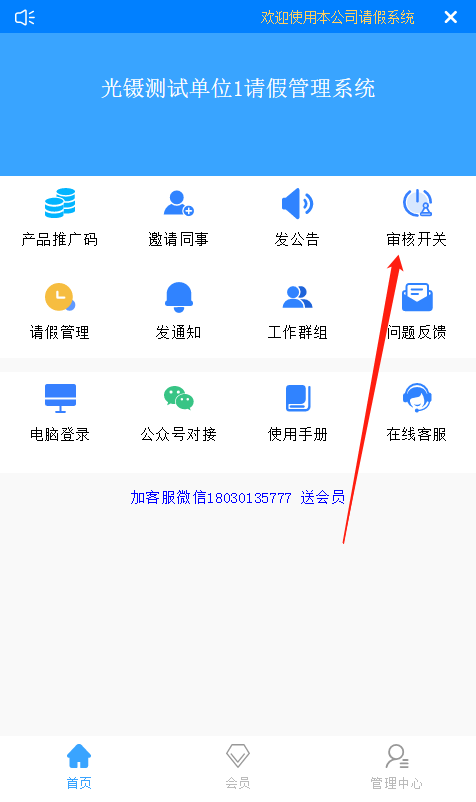 欢迎使用本公司请假系统
光镊测试单位1请假管理系统
产品推广码 邀请同事 发公告 审核开关
请假管理 发通知 工作群组 问题反馈
电脑登录 公众号对接 使用手册 在线客服
加客服微信18030135777 送会员
首页 会员 管理中心